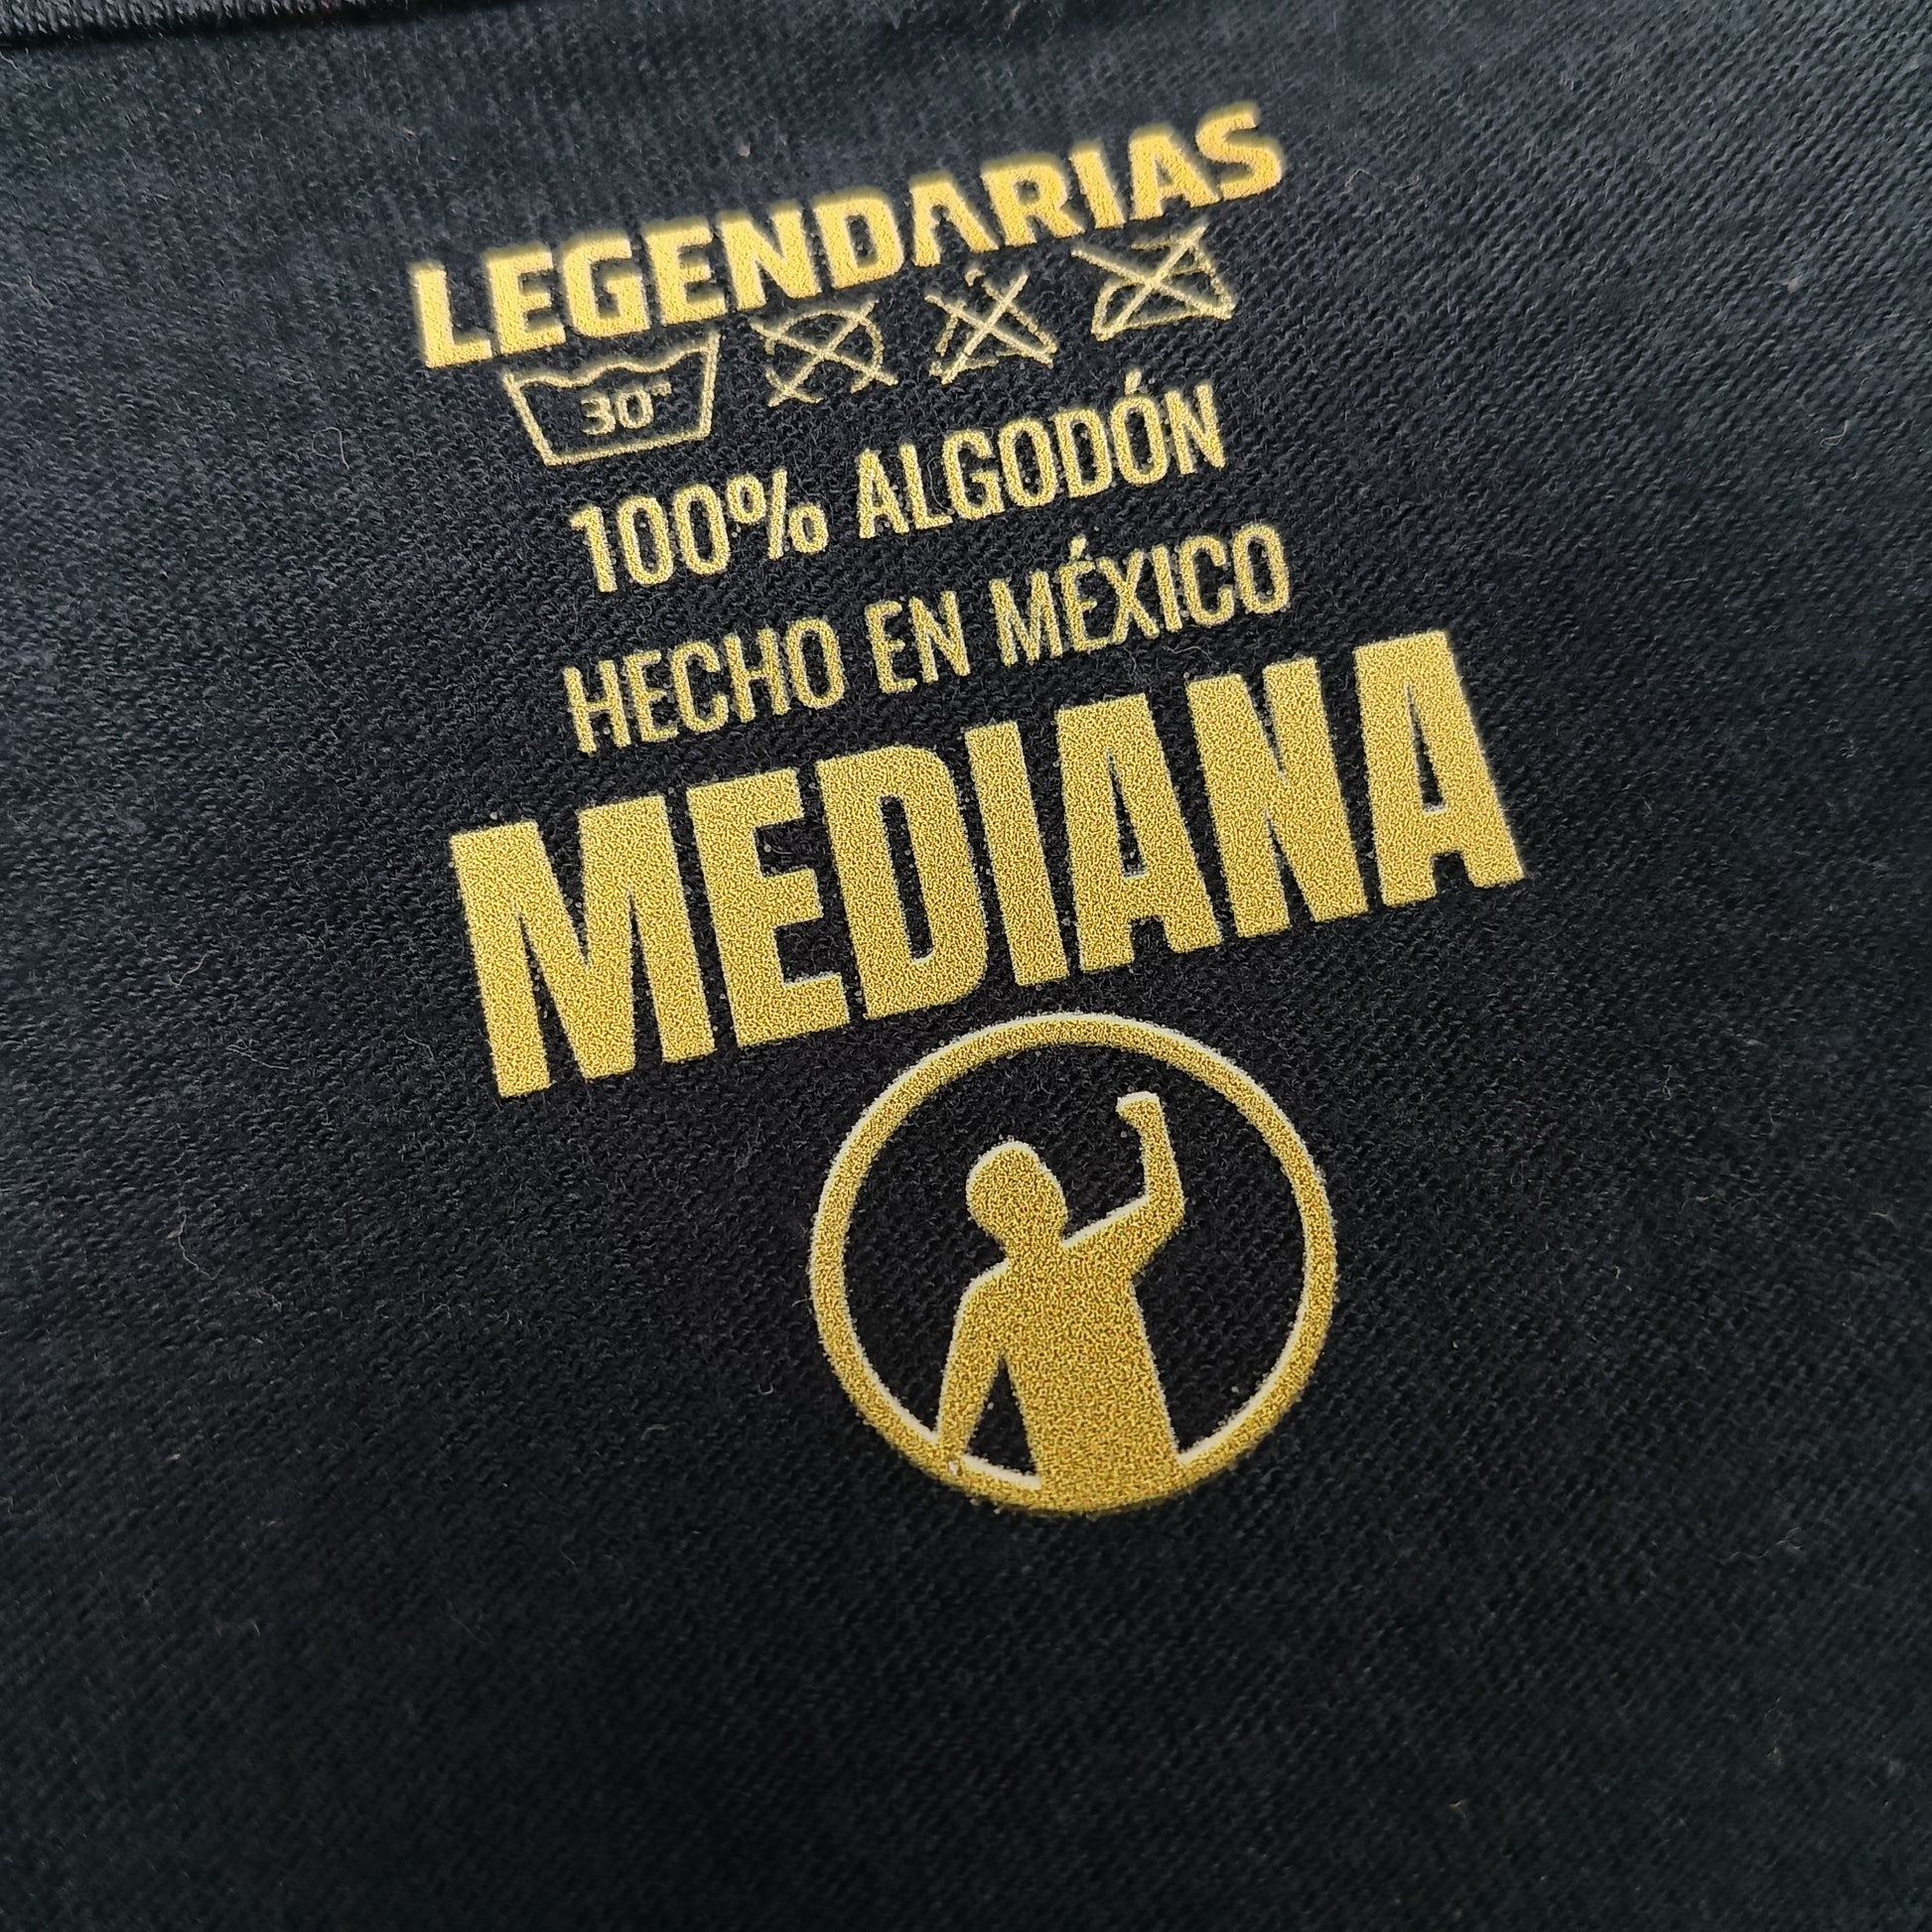 LEGENDARIAS
30°
100% ALGODÓN
HECHO EN MÉXICO
MEDIANA